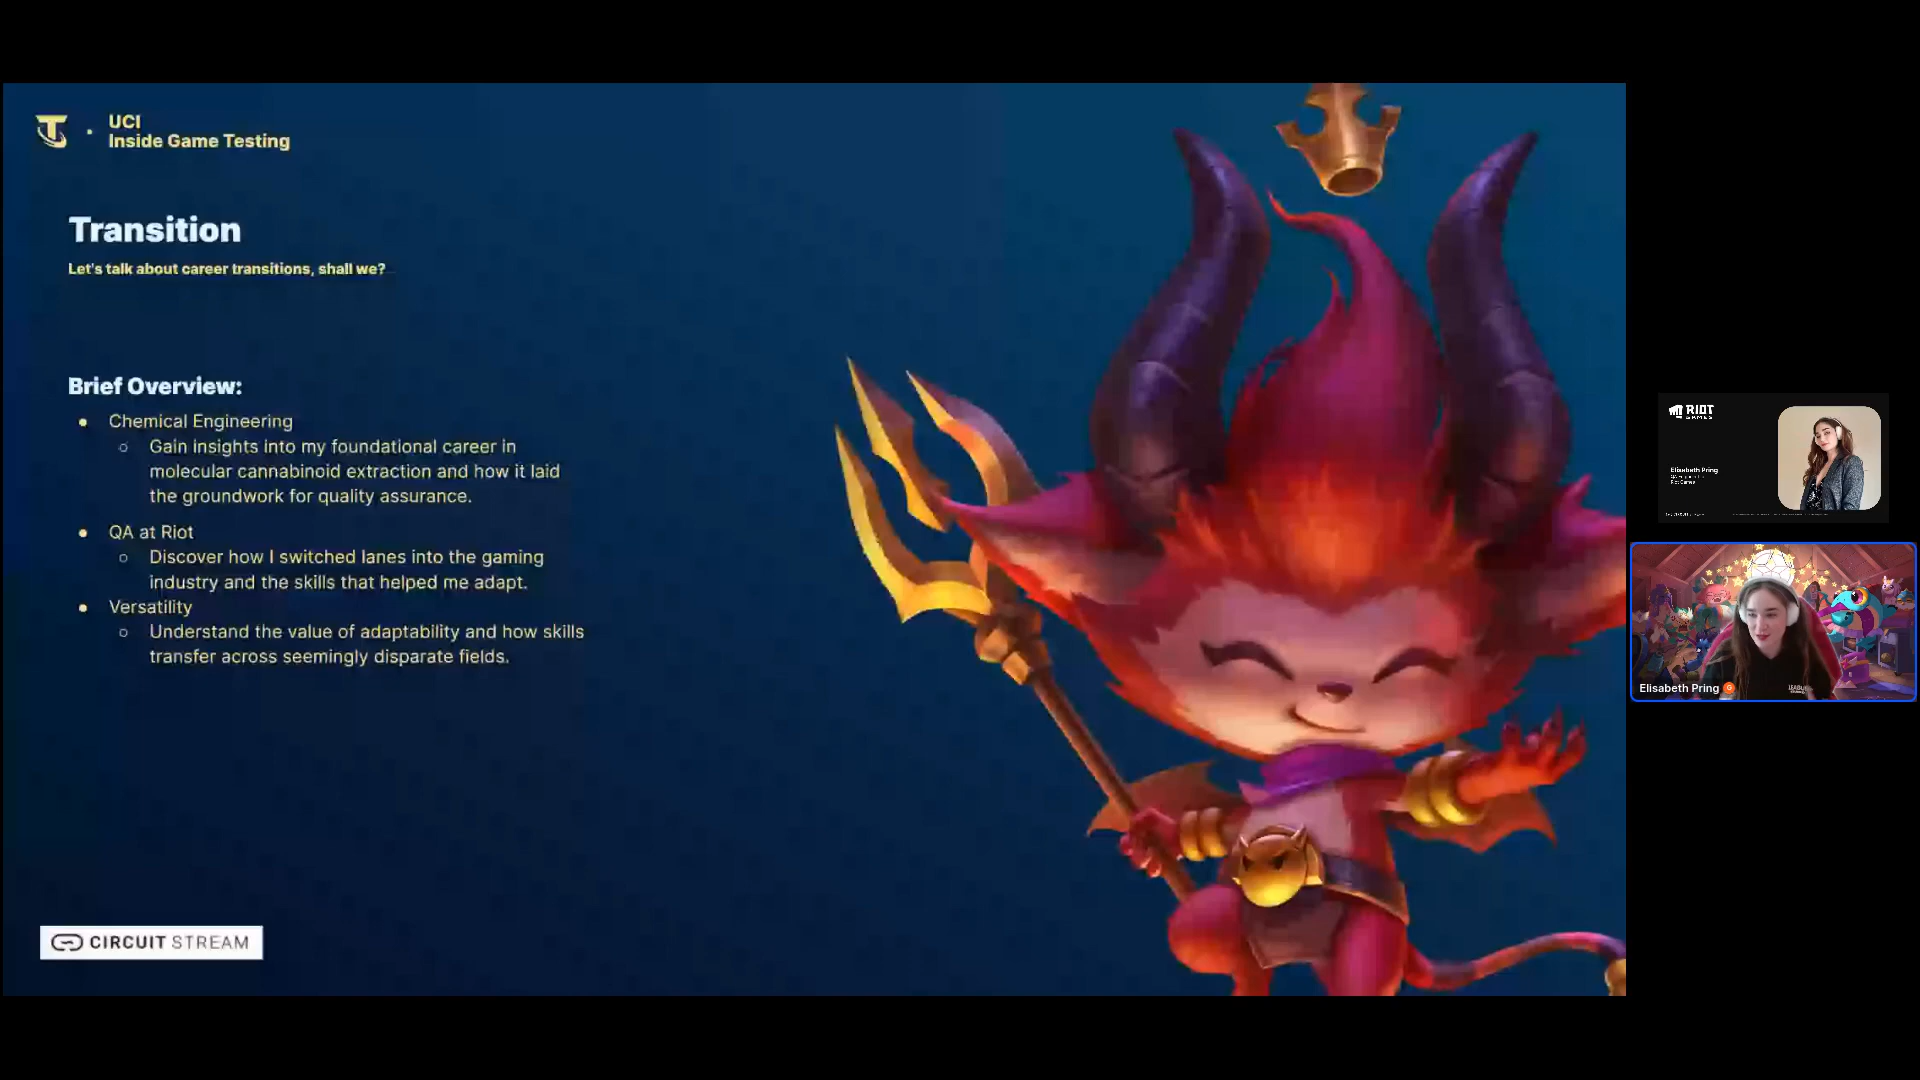 UCI
Inside Game Testing
Transition
Let's talk about career transitions, shall we?
Brief Overview:
Chemical Engineering
Gain insights into my foundational career in
molecular cannabinoid extraction and how it laid
the groundwork for quality assurance.
QA at Riot
Discover how I switched lanes into the gaming
industry and the skills that helped me adapt.
Versatility
Understand the value of adaptability and how skills
transfer across seemingly disparate fields.
CIRCUIT STREAM
RIOT
GAMES
Elisabeth Pring
Riot Games
Elisabeth Pring